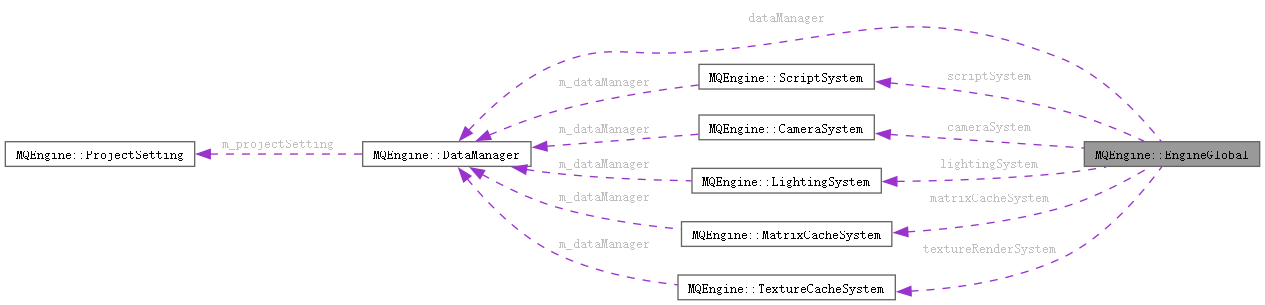 dataManager
MQEngine::ScriptSystem
scriptSystem
m_dataManager
MQEngine::CameraSystem
cameraSystem
m_dataManager
m_projectSetting
MQEngine::ProjectSetting
MQEngine::DataManager
MQEngine::EngineGlobal
m_dataManager
lightingSystem
MQEngine::LightingSystem
m_dataManager
matrixCacheSystem
MQEngine::MatrixCacheSystem
m_dataManager
textureRenderSystem
MQEngine::TextureCacheSystem